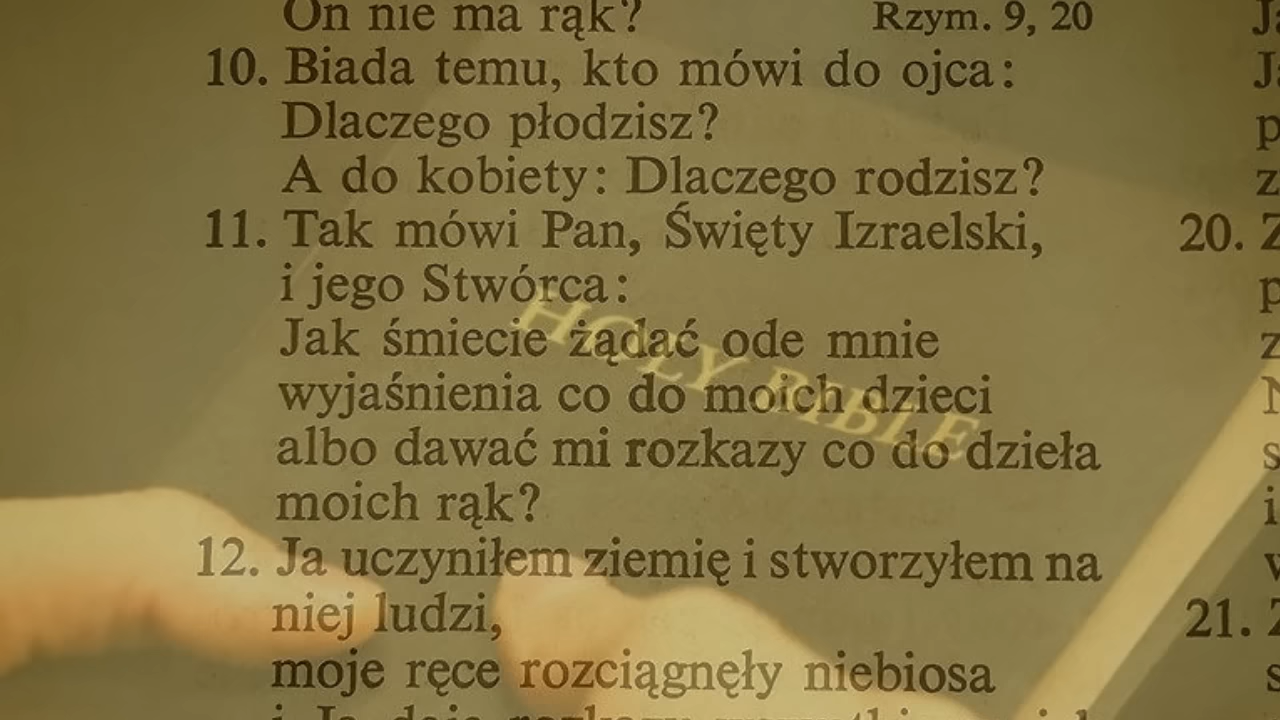 On nie ma rąk? Rzym. 9, 20
10. Biada temu, kto mówi do ojca:
Dlaczego płodzisz?
A do kobiety: Dlaczego rodzisz?
11. Tak mówi Pan, Święty Izraelski,
i jego Stwórca:
Jak śmiecie żądać ode mnie
wyjaśnienia co do moich dzieci
albo dawać mi rozkazy co do dzieła
moich rąk?
12. Ja uczyniłem ziemię i stworzyłem na
niej ludzi,
moje ręce rozciągnęły niebiosa
20.
21.
HOLY BIBLE